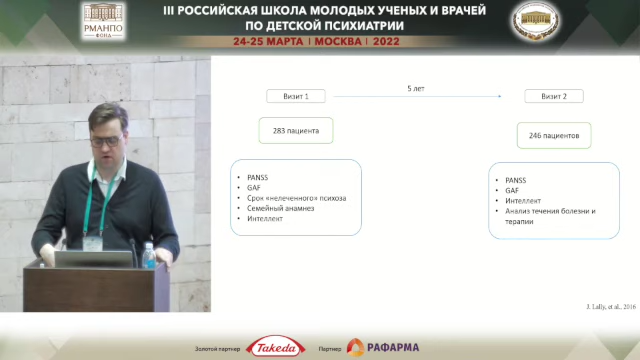 III РОССИЙСКАЯ ШКОЛА МОЛОДЫХ УЧЕНЫХ И ВРАЧЕЙ
ПО ДЕТСКОЙ ПСИХИАТРИИ
24-25 МАРТА | МОСКВА | 2022
РМАНПО
ФОНД
Визит 1
5 лет
Визит 2
283 пациента
246 пациентов
• PANSS
• GAF
• Срок «нелеченного» психоза
• Семейный анамнез
• Интеллект
• PANSS
• GAF
• Интеллект
• Анализ течения болезни и
терапии
J. Lally, et al., 2016
Золотой партнер
Takeda
Партнер
РАФАРМА